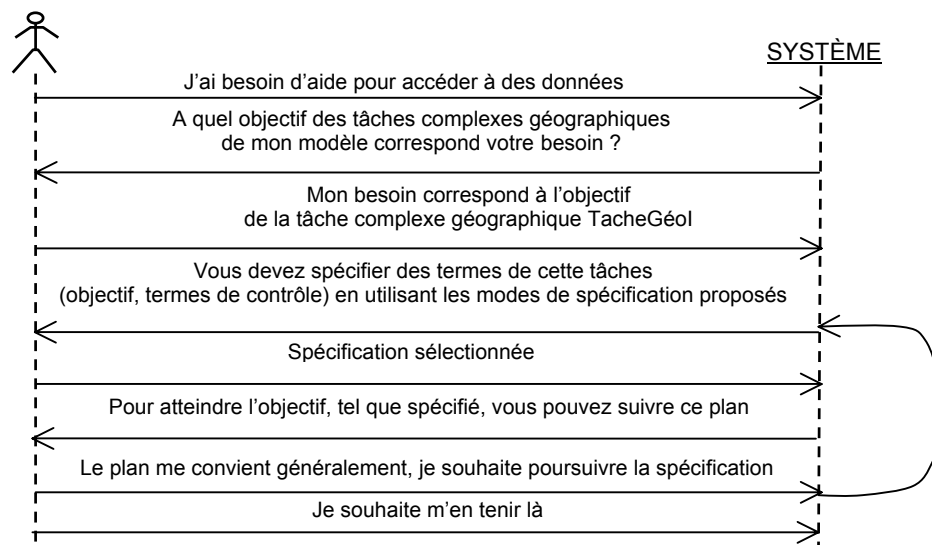 SYSTÈME
J'ai besoin d'aide pour accéder à des données
A quel objectif des tâches complexes géographiques
de mon modèle correspond votre besoin ?
Mon besoin correspond à l'objectif
de la tâche complexe géographique TacheGéoI
Vous devez spécifier des termes de cette tâches
(objectif, termes de contrôle) en utilisant les modes de spécification proposés
Spécification sélectionnée
Pour atteindre l'objectif, tel que spécifié, vous pouvez suivre ce plan
Le plan me convient généralement, je souhaite poursuivre la spécification
Je souhaite m'en tenir là